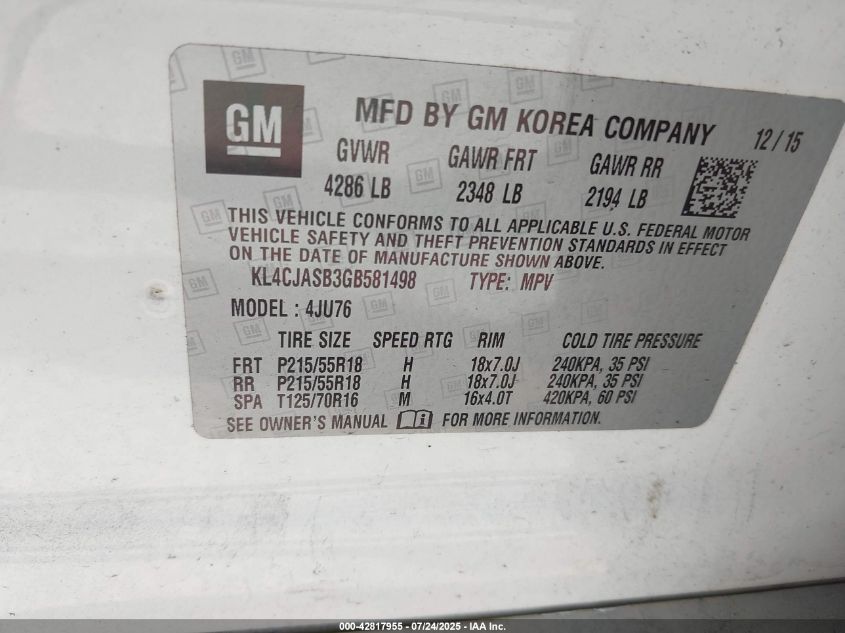 GM
MFD BY GM KOREA COMPANY 12/15
GVWR GAWR FRT GAWR RR
4286 LB 2348 LB 2194 LB
THIS VEHICLE CONFORMS TO ALL APPLICABLE U.S. FEDERAL MOTOR
VEHICLE SAFETY AND THEFT PREVENTION STANDARDS IN EFFECT
ON THE DATE OF MANUFACTURE SHOWN ABOVE.
KL4CJASB3GB581498 TYPE: MPV
MODEL : 4JU76
TIRE SIZE SPEED RTG RIM COLD TIRE PRESSURE
FRT P215/55R18 H 18x7.0J 240KPA, 35 PSI
RR P215/55R18 H 18x7.0J 240KPA, 35 PSI
SPA T125/70R16 M 16x4.0T 420KPA, 60 PSI
SEE OWNER'S MANUAL FOR MORE INFORMATION.
000-42817955 - 07/24/2025 - IAA Inc.